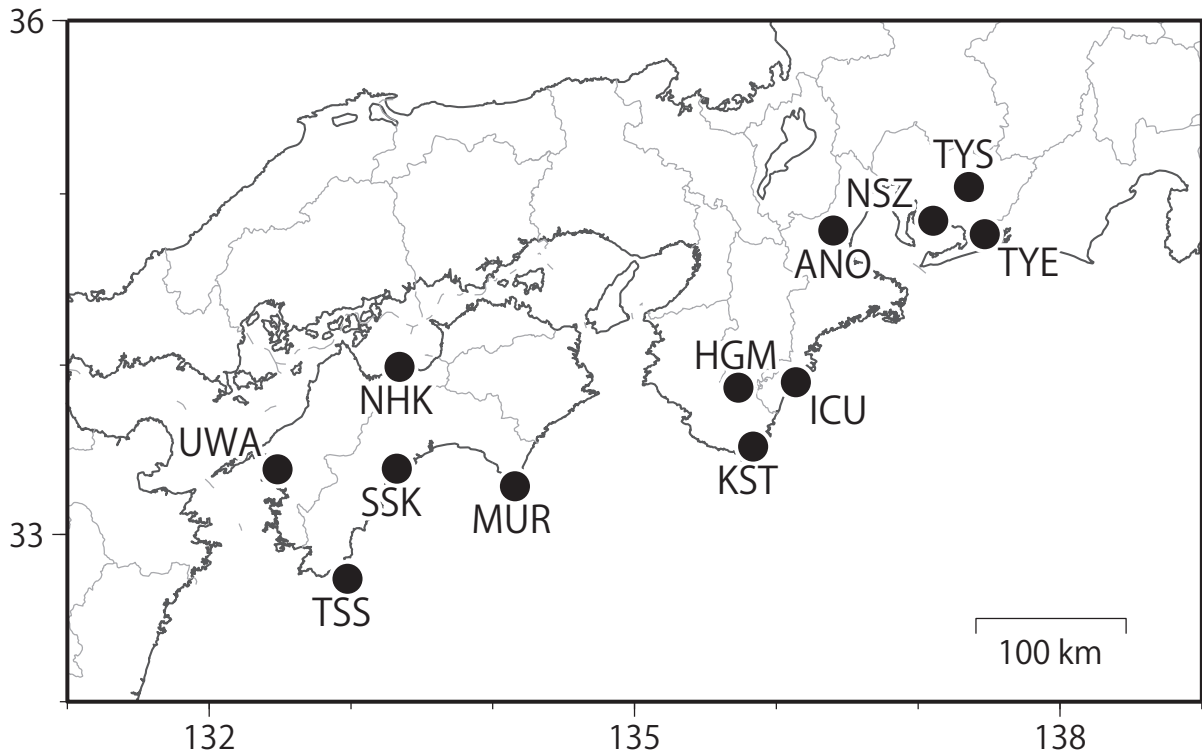 36
TYS
NSZ
ANO
TYE
HGM
NHK
ICU
UWA
KST
SSK
MUR
33
TSS
100 km
132
135
138